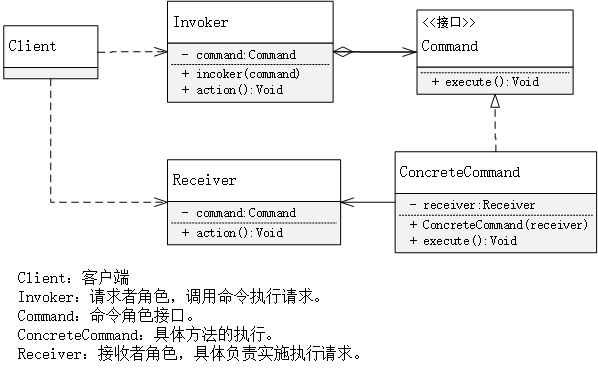 Client
Invoker
- command:Command
+ incoker(command)
+ action():Void
<<接口>>
Command
+ execute():Void
Receiver
- command:Command
+ action():Void
ConcreteCommand
- receiver:Receiver
+ ConcreteCommand(receiver)
+ execute():Void
Client：客户端
Invoker：请求者角色，调用命令执行请求。
Command：命令角色接口。
ConcreteCommand：具体方法的执行。
Receiver：接收者角色，具体负责实施执行请求。